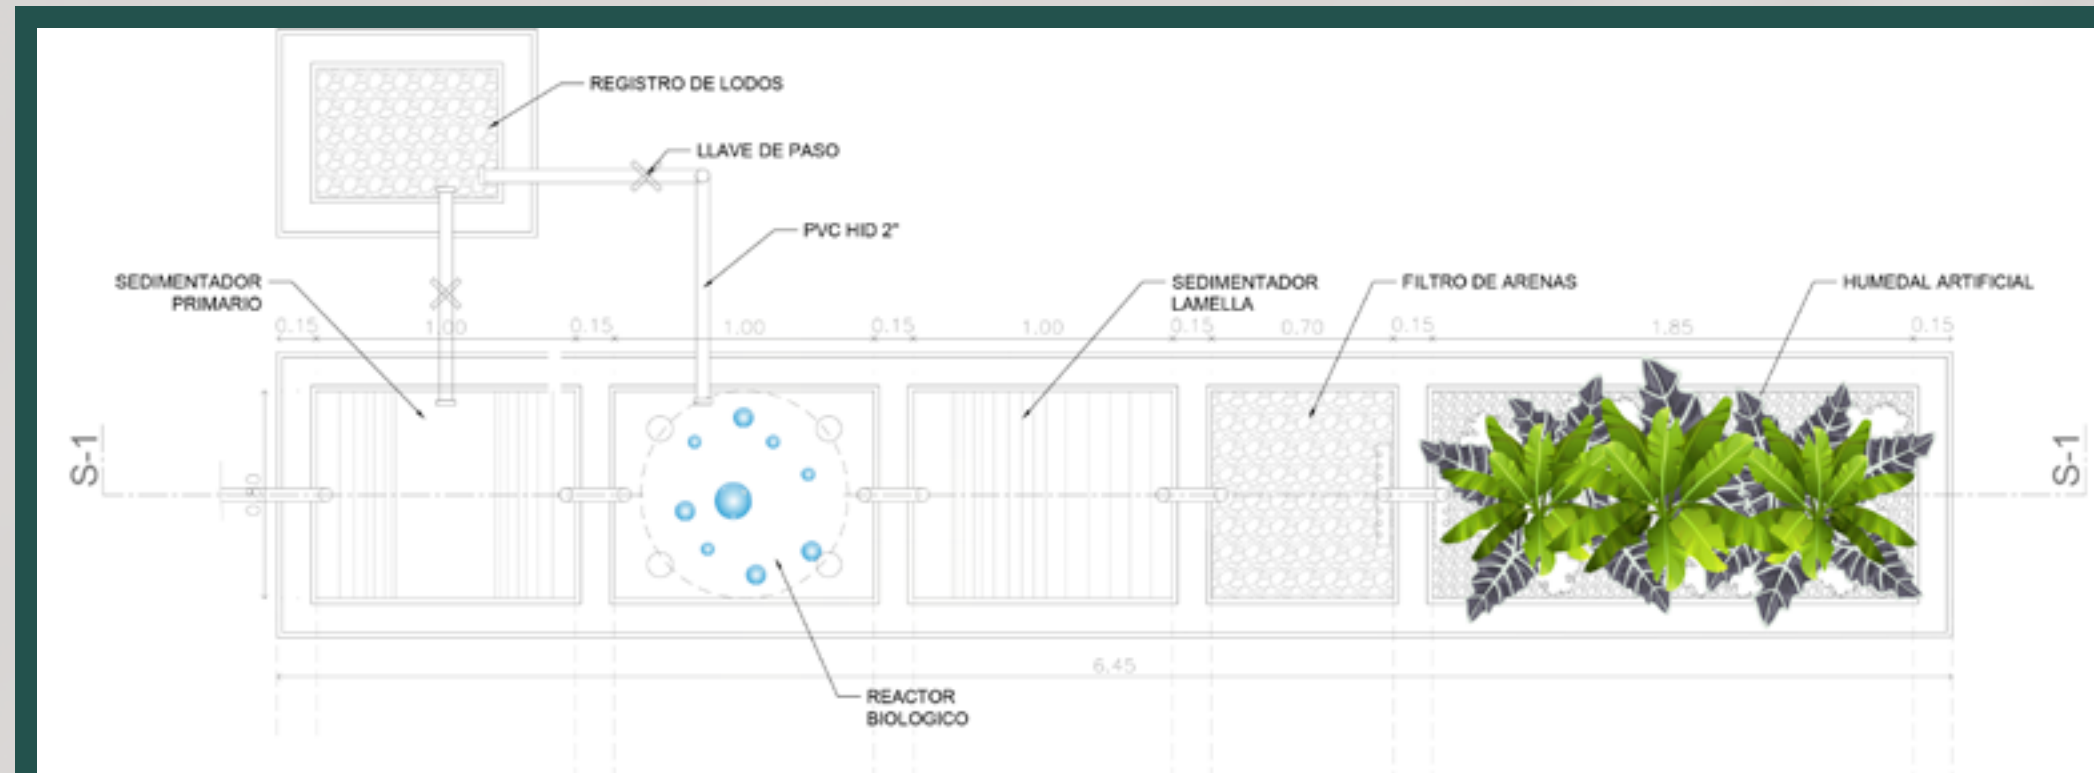 REGISTRO DE LODOS
LLAVE DE PASO
PVC HID 2"
SEDIMENTADOR
PRIMARIO
SEDIMENTADOR
LAMELLA
FILTRO DE ARENAS
HUMEDAL ARTIFICIAL
0.15 1.00 0.15 1.00 0.15 1.00 0.15 0.70 0.15 1.85 0.15
S-1
0.80
S-1
6.45
REACTOR
BIOLOGICO